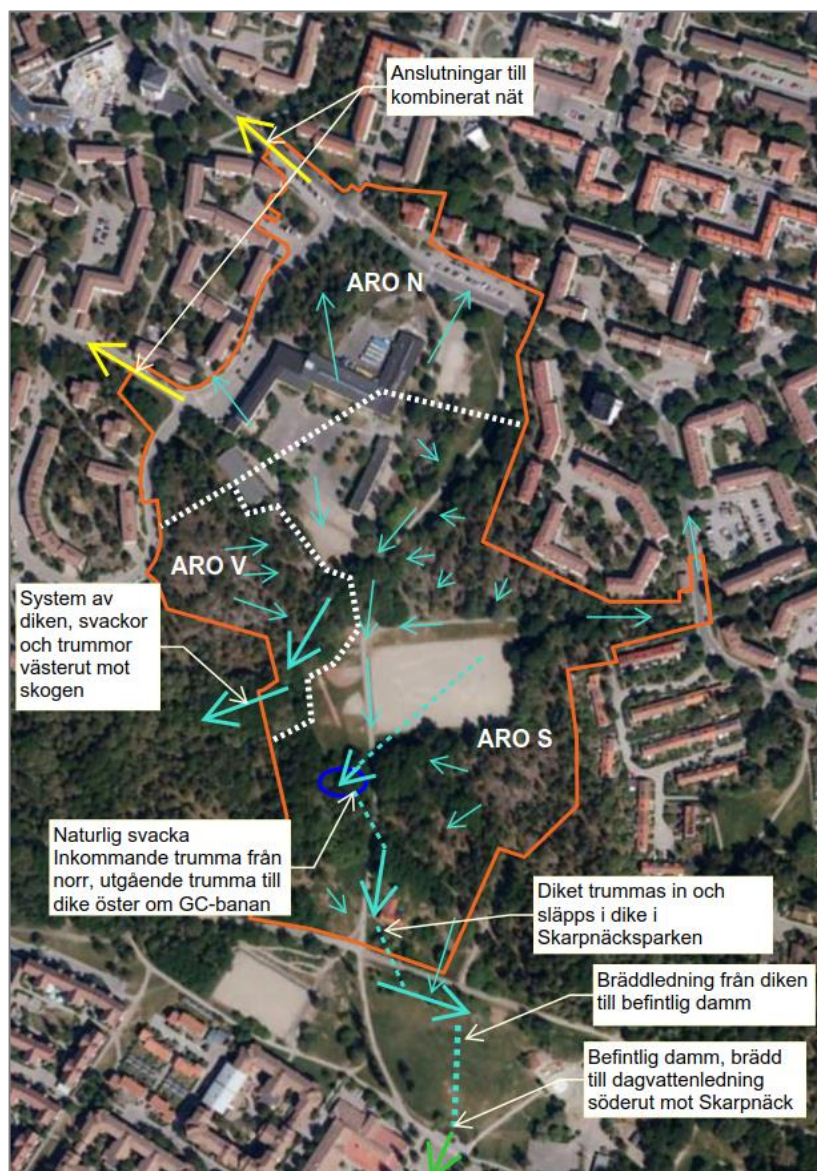 Anslutningar till
kombinerat nät
ARO N
ARO V
System av
diken, svackor
och trummor
västerut mot
skogen
ARO S
Naturlig svacka
Inkommande trumma från
norr, utgående trumma till
dike öster om GC-banan
Diket trummas in och
släpps i dike i
Skarpnäcksparken
Bräddledning från diken
till befintlig damm
Befintlig damm, brädd
till dagvattenledning
söderut mot Skarpnäck